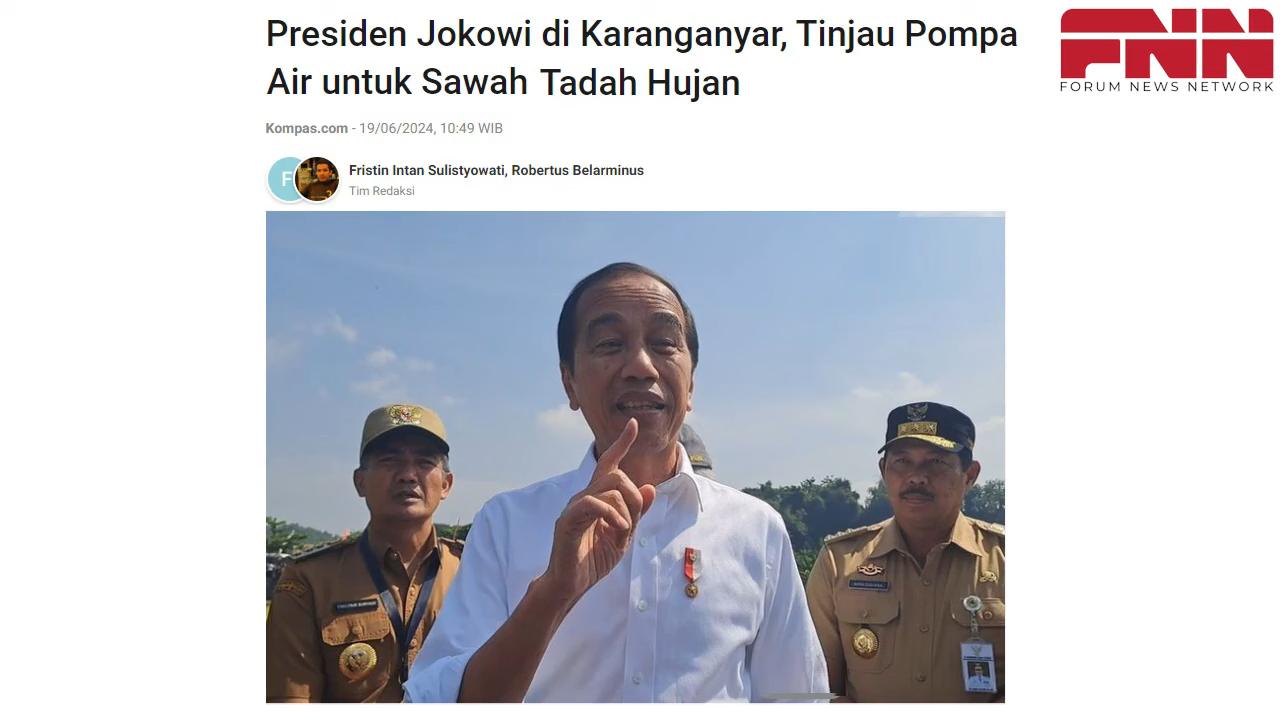 Presiden Jokowi di Karanganyar, Tinjau Pompa
Air untuk Sawah Tadah Hujan
FNN
FORUM NEWS NETWORK
Kompas.com - 19/06/2024, 10:49 WIB
F
Fristin Intan Sulistyowati, Robertus Belarminus
Tim Redaksi